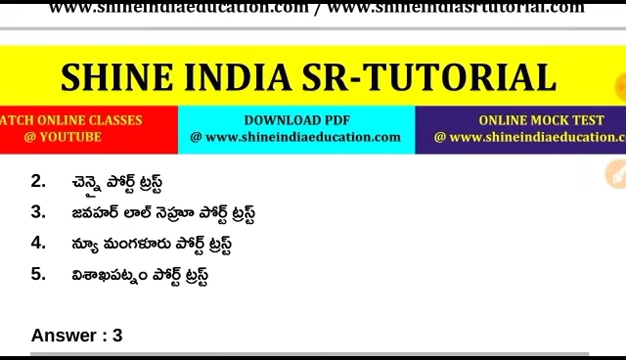 www.shineindiaeducation.com / www.shineindiasrtutorial.com
SHINE INDIA SR-TUTORIAL
ATCH ONLINE CLASSES
@ YOUTUBE
DOWNLOAD PDF
@ www.shineindiaeducation.com
ONLINE MOCK TEST
@ www.shineindiaeducation.c
2. చెన్నై పోర్ట్ ట్రస్ట్
3. జవహర్ లాల్ నెహ్రూ పోర్ట్ ట్రస్ట్
4. న్యూ మంగళూరు పోర్ట్ ట్రస్ట్
5. విశాఖపట్నం పోర్ట్ ట్రస్ట్
Answer : 3